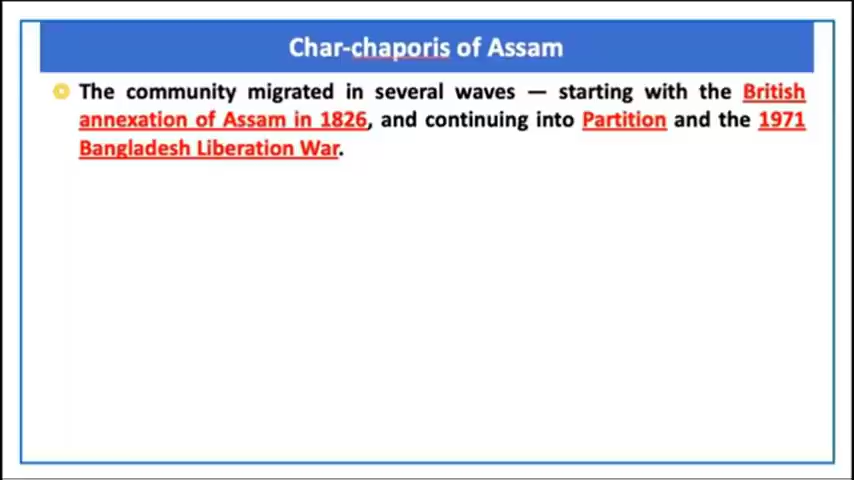 Char-chaporis of Assam
The community migrated in several waves — starting with the British
annexation of Assam in 1826, and continuing into Partition and the 1971
Bangladesh Liberation War.